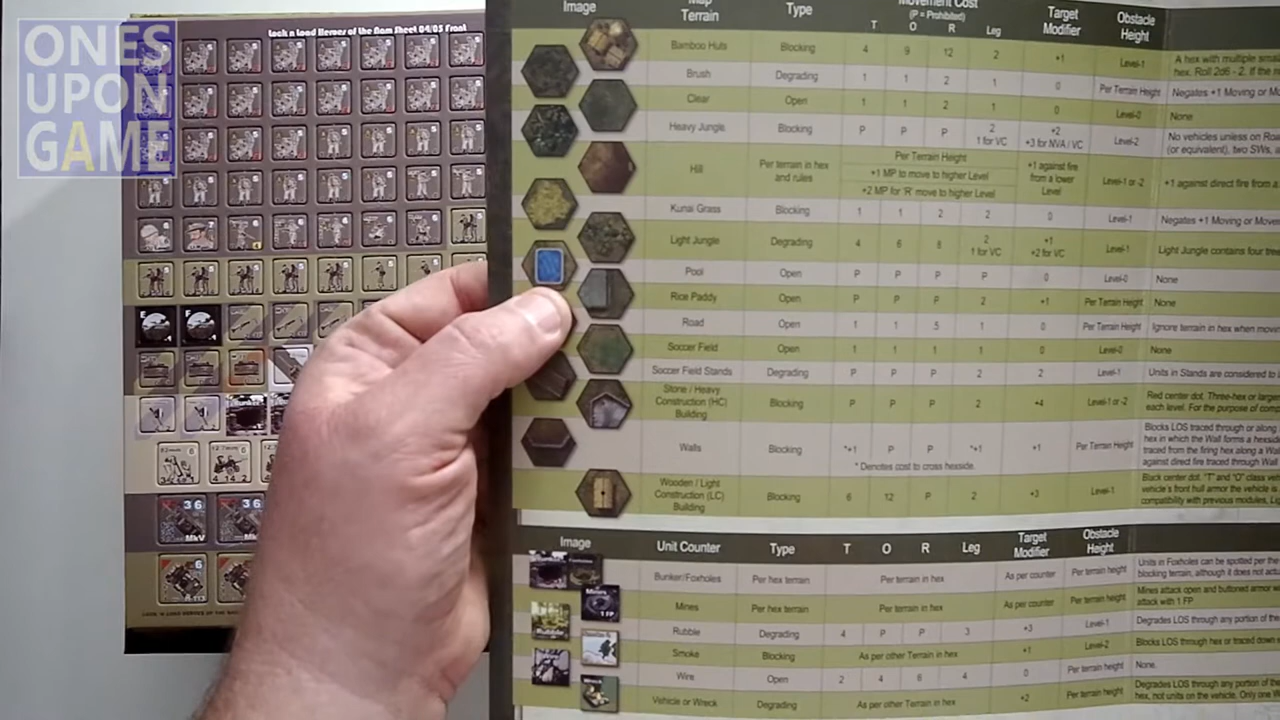 ONES
UPON
GAME
Lock n Load Heroes of the Nam Sheet 04/05 Front
Image Map Terrain Type Movement Cost (P = Prohibited) T O R Leg Target Modifier Obstacle Height
Bamboo Huts Blocking 4 9 12 2 +1 Level-1 A hex with multiple
hex. Roll 2d6 - 2. If the
Brush Degrading 1 1 2 1 0 Per Terrain Height Negates +1 Moving or
Clear Open 1 1 2 1 0 Level-0 None
Heavy Jungle Blocking P P P 2 +2 Level-2 No vehicles unless on
1 for VC +3 for NVA / VC (or equivalent), two SWs,
Hill Per terrain in hex and rules Per Terrain Height +1 against fire from a lower Level Level-1 or -2 +1 against direct fire from a
+1 MP to move to higher Level
+2 MP for 'R' move to higher Level
Kunai Grass Blocking 1 1 2 2 0 Level-1 Negates +1 Moving or
Light Jungle Degrading 4 6 8 2 +1 Level-1 Light Jungle contains four
1 for VC +2 for VC
Pool Open P P P P 0 Level-0 None
Rice Paddy Open P P P 2 +1 Per Terrain Height None
Road Open 1 1 .5 1 0 Per Terrain Height Ignore terrain in hex when
Soccer Field Open 1 1 1 1 0 Level-0 None
Soccer Field Stands Degrading P P P 2 2 Level-1 Units in Stands are considered to
Stone / Heavy Construction (HC) Building Blocking P P P 2 +4 Level-1 or -2 Red center dot. Three-hex or
each level. For the purpose of
Walls Blocking *+1 P P *+1 +1 Per Terrain Height Blocks LOS traced through or along
hex in which the Wall forms a hexside
traced from the firing hex along a
against direct fire traced through
* Denotes cost to cross hexside.
Wooden / Light Construction (LC) Building Blocking 6 12 P 2 +3 Level-1 Black center dot. "T" and "O" class
vehicle's front hull armor the vehicle is
compatibility with previous modules,
Image Unit Counter Type T O R Leg Target Modifier Obstacle Height
Bunker/Foxholes Per hex terrain Per terrain in hex As per counter Per terrain height Units in Foxholes can be spotted per the
blocking terrain, although it does not
Mines Per hex terrain Per terrain in hex As per counter Per terrain height Mines attack open and buttoned armor
attack with 1 FP
Rubble Degrading 4 P P 3 +3 Level-1 Degrades LOS through any portion of the
Smoke Blocking As per other Terrain in hex +1 Level-2 Blocks LOS through hex or traced down
Wire Open 2 4 6 4 0 Per terrain height None.
Vehicle or Wreck Degrading As per other Terrain in hex +2 Per terrain height Degrades LOS through any portion of the
hex, not units on the vehicle. Only one
Mines
1 FP
Rubble